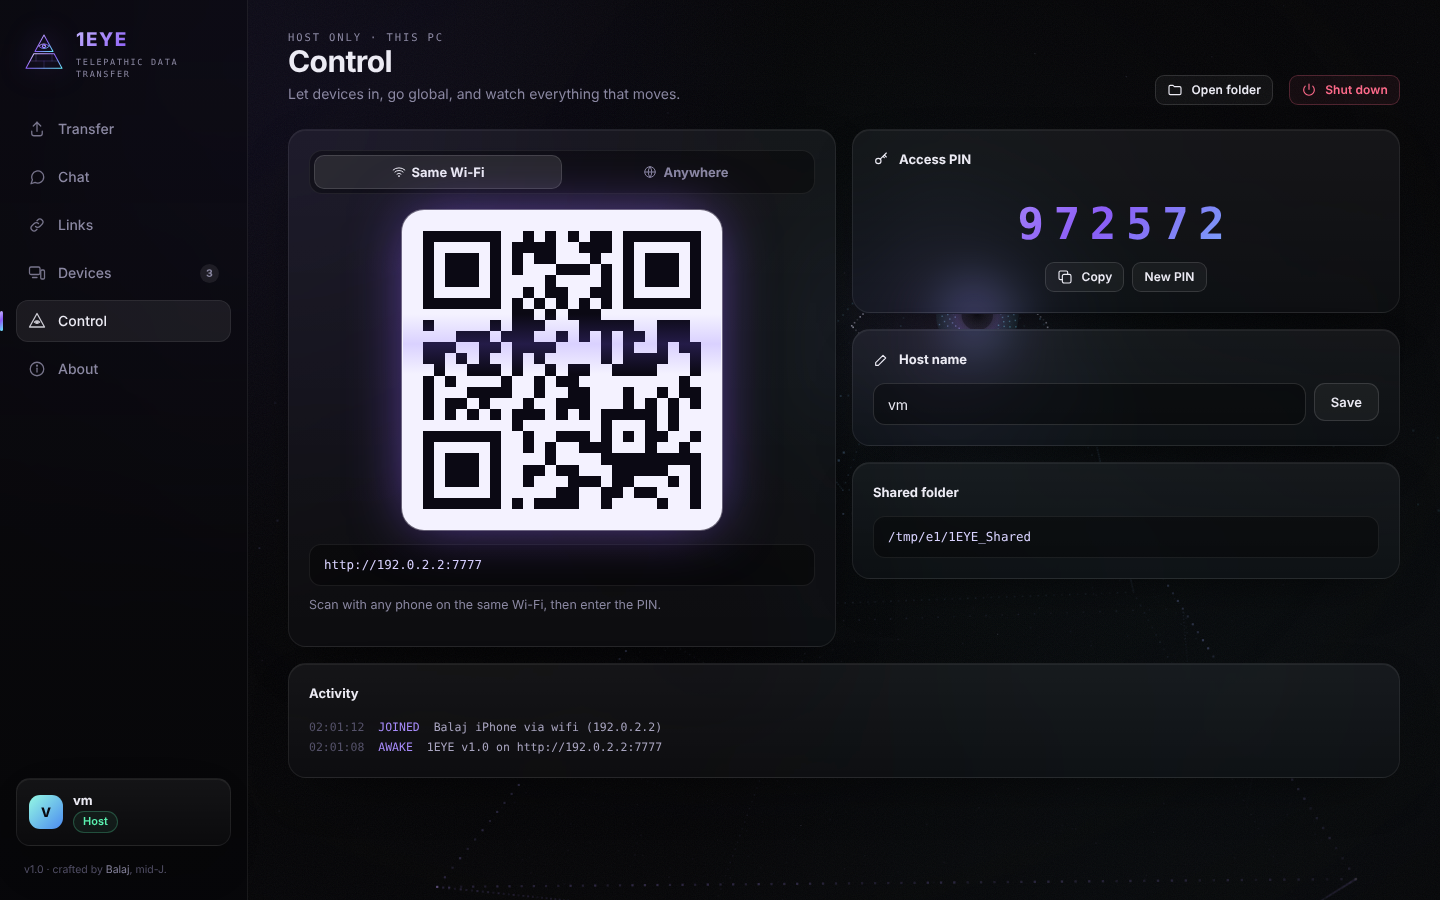 1EYE
TELEPATHIC DATA
TRANSFER
Transfer
Chat
Links
Devices 3
Control
About
V
vm
Host
v1.0 · crafted by Balaj, mid-J.
HOST ONLY · THIS PC
Control
Let devices in, go global, and watch everything that moves.
Open folder
Shut down
Same Wi-Fi
Anywhere
http://192.0.2.2:7777
Scan with any phone on the same Wi-Fi, then enter the PIN.
Access PIN
972572
Copy
New PIN
Host name
vm
Save
Shared folder
/tmp/e1/1EYE_Shared
Activity
02:01:12 JOINED Balaj iPhone via wifi (192.0.2.2)
02:01:08 AWAKE 1EYE v1.0 on http://192.0.2.2:7777